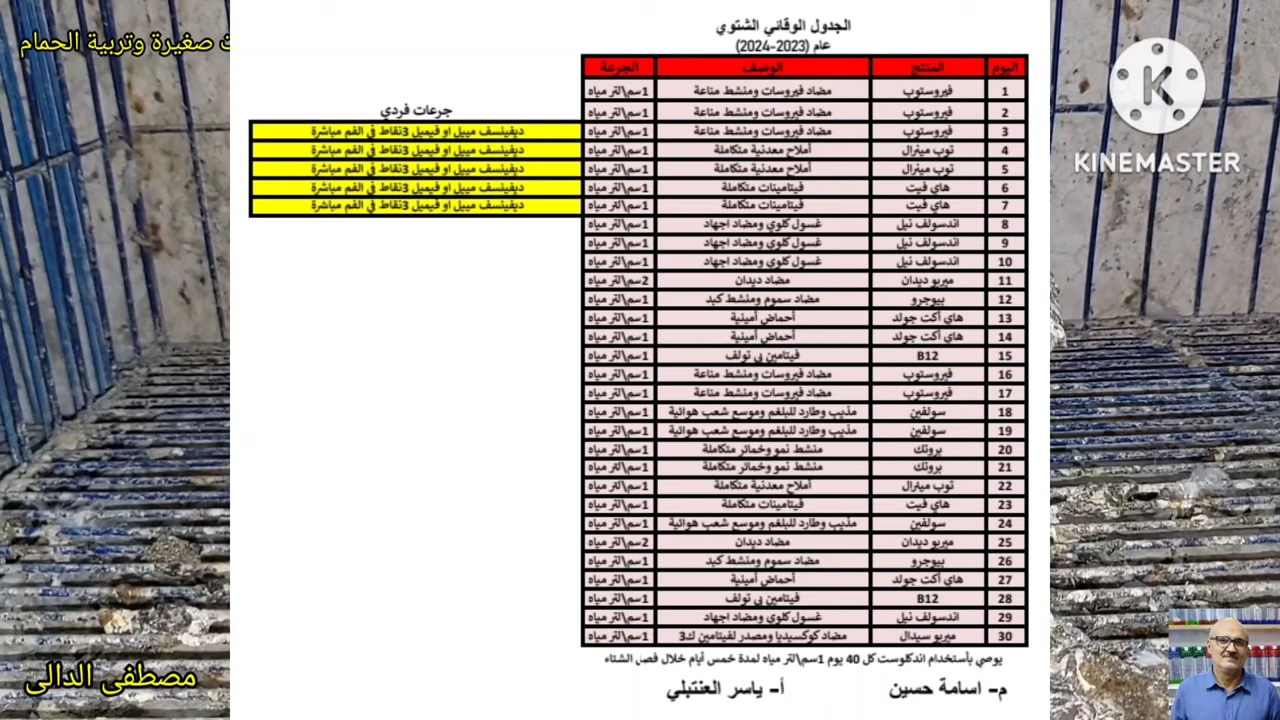 ت صغيرة وتربية الحمام
KINEMASTER
الجدول الوقائي الشتوي
عام (2023-2024)
اليوم المنتج الوصف الجرعة
جرعات فردي
1 فيروستوب مضاد فيروسات ومنشط مناعة 1سم\لتر مياه
2 فيروستوب مضاد فيروسات ومنشط مناعة 1سم\لتر مياه
3 فيروستوب مضاد فيروسات ومنشط مناعة 1سم\لتر مياه ديفينسف مييل او فيميل 3نقاط في الفم مباشرة
4 توب مينرال أملاح معدنية متكاملة 1سم\لتر مياه ديفينسف مييل او فيميل 3نقاط في الفم مباشرة
5 توب مينرال أملاح معدنية متكاملة 1سم\لتر مياه ديفينسف مييل او فيميل 3نقاط في الفم مباشرة
6 هاي فيت فيتامينات متكاملة 1سم\لتر مياه ديفينسف مييل او فيميل 3نقاط في الفم مباشرة
7 هاي فيت فيتامينات متكاملة 1سم\لتر مياه ديفينسف مييل او فيميل 3نقاط في الفم مباشرة
8 اندسولف نيل غسول كلوي ومضاد اجهاد 1سم\لتر مياه
9 اندسولف نيل غسول كلوي ومضاد اجهاد 1سم\لتر مياه
10 اندسولف نيل غسول كلوي ومضاد اجهاد 1سم\لتر مياه
11 ميريو ديدان مضاد ديدان 2سم\لتر مياه
12 بيوجرو مضاد سموم ومنشط كبد 1سم\لتر مياه
13 هاي أكت جولد أحماض أمينية 1سم\لتر مياه
14 هاي أكت جولد أحماض أمينية 1سم\لتر مياه
15 B12 فيتامين بي تولف 1سم\لتر مياه
16 فيروستوب مضاد فيروسات ومنشط مناعة 1سم\لتر مياه
17 فيروستوب مضاد فيروسات ومنشط مناعة 1سم\لتر مياه
18 سولفين مذيب وطارد للبلغم وموسع شعب هوائية 1سم\لتر مياه
19 سولفين مذيب وطارد للبلغم وموسع شعب هوائية 1سم\لتر مياه
20 بروتك منشط نمو وخمائر متكاملة 1سم\لتر مياه
21 بروتك منشط نمو وخمائر متكاملة 1سم\لتر مياه
22 توب مينرال أملاح معدنية متكاملة 1سم\لتر مياه
23 هاي فيت فيتامينات متكاملة 1سم\لتر مياه
24 سولفين مذيب وطارد للبلغم وموسع شعب هوائية 1سم\لتر مياه
25 ميريو ديدان مضاد ديدان 2سم\لتر مياه
26 بيوجرو مضاد سموم ومنشط كبد 1سم\لتر مياه
27 هاي أكت جولد أحماض أمينية 1سم\لتر مياه
28 B12 فيتامين بي تولف 1سم\لتر مياه
29 اندسولف نيل غسول كلوي ومضاد اجهاد 1سم\لتر مياه
30 ميريو سيدال مضاد كوكسيديا ومصدر لفيتامين ك3 1سم\لتر مياه
يوصي بأستخدام اندكلوست كل 40 يوم 1سم\لتر مياه لمدة خمس أيام خلال فصل الشتاء
م- اسامة حسين أ- ياسر العنتبلي
مصطفى الدالى